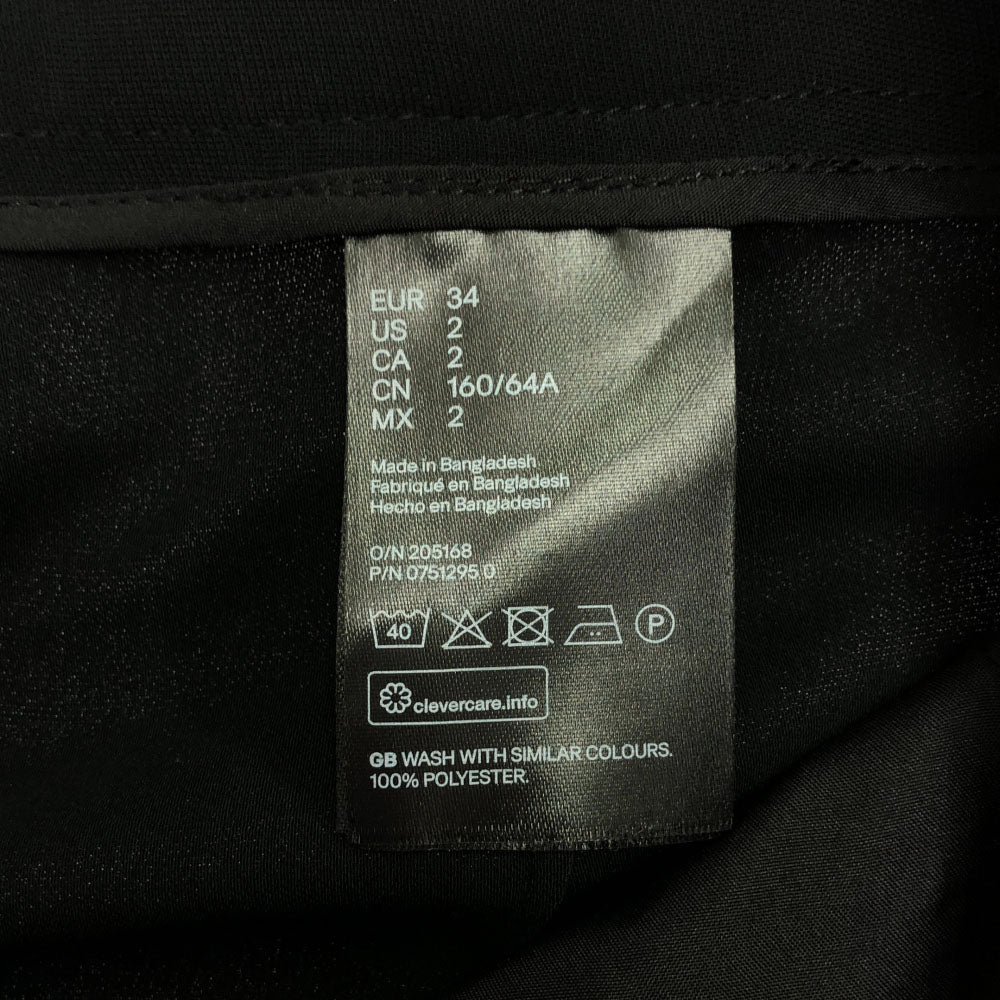 EUR 34
US 2
CA 2
CN 160/64A
MX 2
Made in Bangladesh
Fabriqué en Bangladesh
Hecho en Bangladesh
O/N 205168
P/N 0751295 0
40 P
clevercare.info
GB WASH WITH SIMILAR COLOURS.
100% POLYESTER.